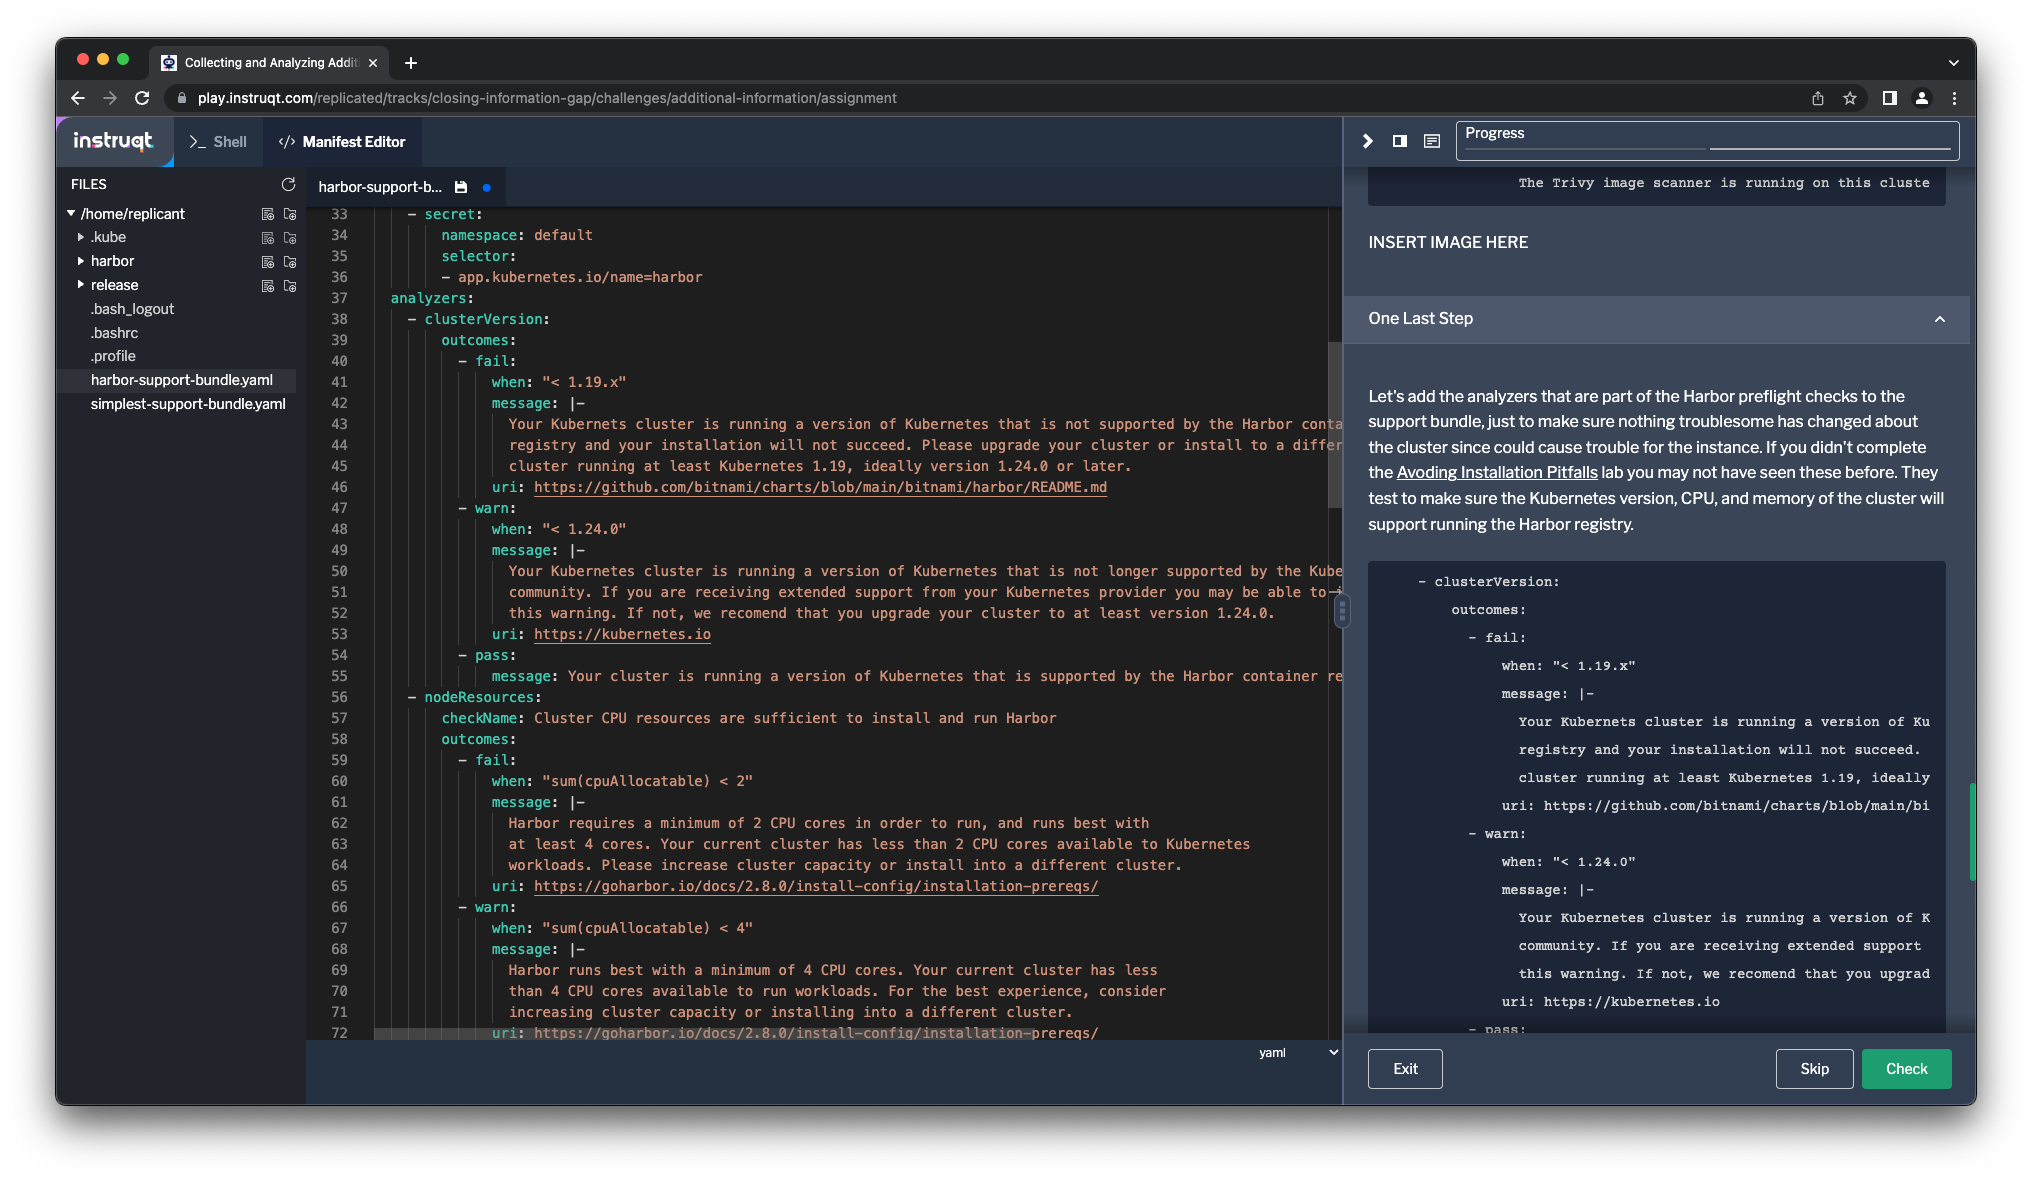 Collecting and Analyzing Addit
play.instruqt.com/replicated/tracks/closing-information-gap/challenges/additional-information/assignment
instruqt
>_ Shell
</> Manifest Editor
FILES
/home/replicant
.kube
harbor
release
.bash_logout
.bashrc
.profile
harbor-support-bundle.yaml
simplest-support-bundle.yaml
harbor-support-b...
33 - secret:
34 namespace: default
35 selector:
36 - app.kubernetes.io/name=harbor
37 analyzers:
38 - clusterVersion:
39 outcomes:
40 - fail:
41 when: "< 1.19.x"
42 message: |-
43 Your Kubernets cluster is running a version of Kubernetes that is not supported by the Harbor conta
44 registry and your installation will not succeed. Please upgrade your cluster or install to a differ
45 cluster running at least Kubernetes 1.19, ideally version 1.24.0 or later.
46 uri: https://github.com/bitnami/charts/blob/main/bitnami/harbor/README.md
47 - warn:
48 when: "< 1.24.0"
49 message: |-
50 Your Kubernetes cluster is running a version of Kubernetes that is not longer supported by the Kube
51 community. If you are receiving extended support from your Kubernetes provider you may be able to
52 this warning. If not, we recomend that you upgrade your cluster to at least version 1.24.0.
53 uri: https://kubernetes.io
54 - pass:
55 message: Your cluster is running a version of Kubernetes that is supported by the Harbor container re
56 - nodeResources:
57 checkName: Cluster CPU resources are sufficient to install and run Harbor
58 outcomes:
59 - fail:
60 when: "sum(cpuAllocatable) < 2"
61 message: |-
62 Harbor requires a minimum of 2 CPU cores in order to run, and runs best with
63 at least 4 cores. Your current cluster has less than 2 CPU cores available to Kubernetes
64 workloads. Please increase cluster capacity or install into a different cluster.
65 uri: https://goharbor.io/docs/2.8.0/install-config/installation-prereqs/
66 - warn:
67 when: "sum(cpuAllocatable) < 4"
68 message: |-
69 Harbor runs best with a minimum of 4 CPU cores. Your current cluster has less
70 than 4 CPU cores available to run workloads. For the best experience, consider
71 increasing cluster capacity or installing into a different cluster.
72 uri: https://goharbor.io/docs/2.8.0/install-config/installation-prereqs/
yaml
Progress
The Trivy image scanner is running on this cluste
INSERT IMAGE HERE
One Last Step
Let's add the analyzers that are part of the Harbor preflight checks to the
support bundle, just to make sure nothing troublesome has changed about
the cluster since could cause trouble for the instance. If you didn't complete
the Avoding Installation Pitfalls lab you may not have seen these before. They
test to make sure the Kubernetes version, CPU, and memory of the cluster will
support running the Harbor registry.
- clusterVersion:
outcomes:
- fail:
when: "< 1.19.x"
message: |-
Your Kubernets cluster is running a version of Ku
registry and your installation will not succeed.
cluster running at least Kubernetes 1.19, ideally
uri: https://github.com/bitnami/charts/blob/main/bi
- warn:
when: "< 1.24.0"
message: |-
Your Kubernetes cluster is running a version of K
community. If you are receiving extended support
this warning. If not, we recomend that you upgrad
uri: https://kubernetes.io
- pass:
Exit
Skip
Check